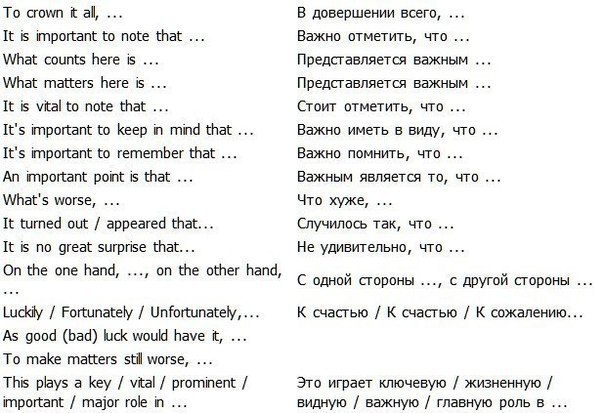 To crown it all, ... В довершении всего, ...
It is important to note that ... Важно отметить, что ...
What counts here is ... Представляется важным ...
What matters here is ... Представляется важным ...
It is vital to note that ... Стоит отметить, что ...
It's important to keep in mind that ... Важно иметь в виду, что ...
It's important to remember that ... Важно помнить, что ...
An important point is that ... Важным является то, что ...
What's worse, ... Что хуже, ...
It turned out / appeared that... Случилось так, что ...
It is no great surprise that... Не удивительно, что ...
On the one hand, ..., on the other hand,
... С одной стороны ..., с другой стороны ...
Luckily / Fortunately / Unfortunately,... К счастью / К счастью / К сожалению...
As good (bad) luck would have it, ...
To make matters still worse, ...
This plays a key / vital / prominent / Это играет ключевую / жизненную /
important / major role in ... видную / важную / главную роль в ...